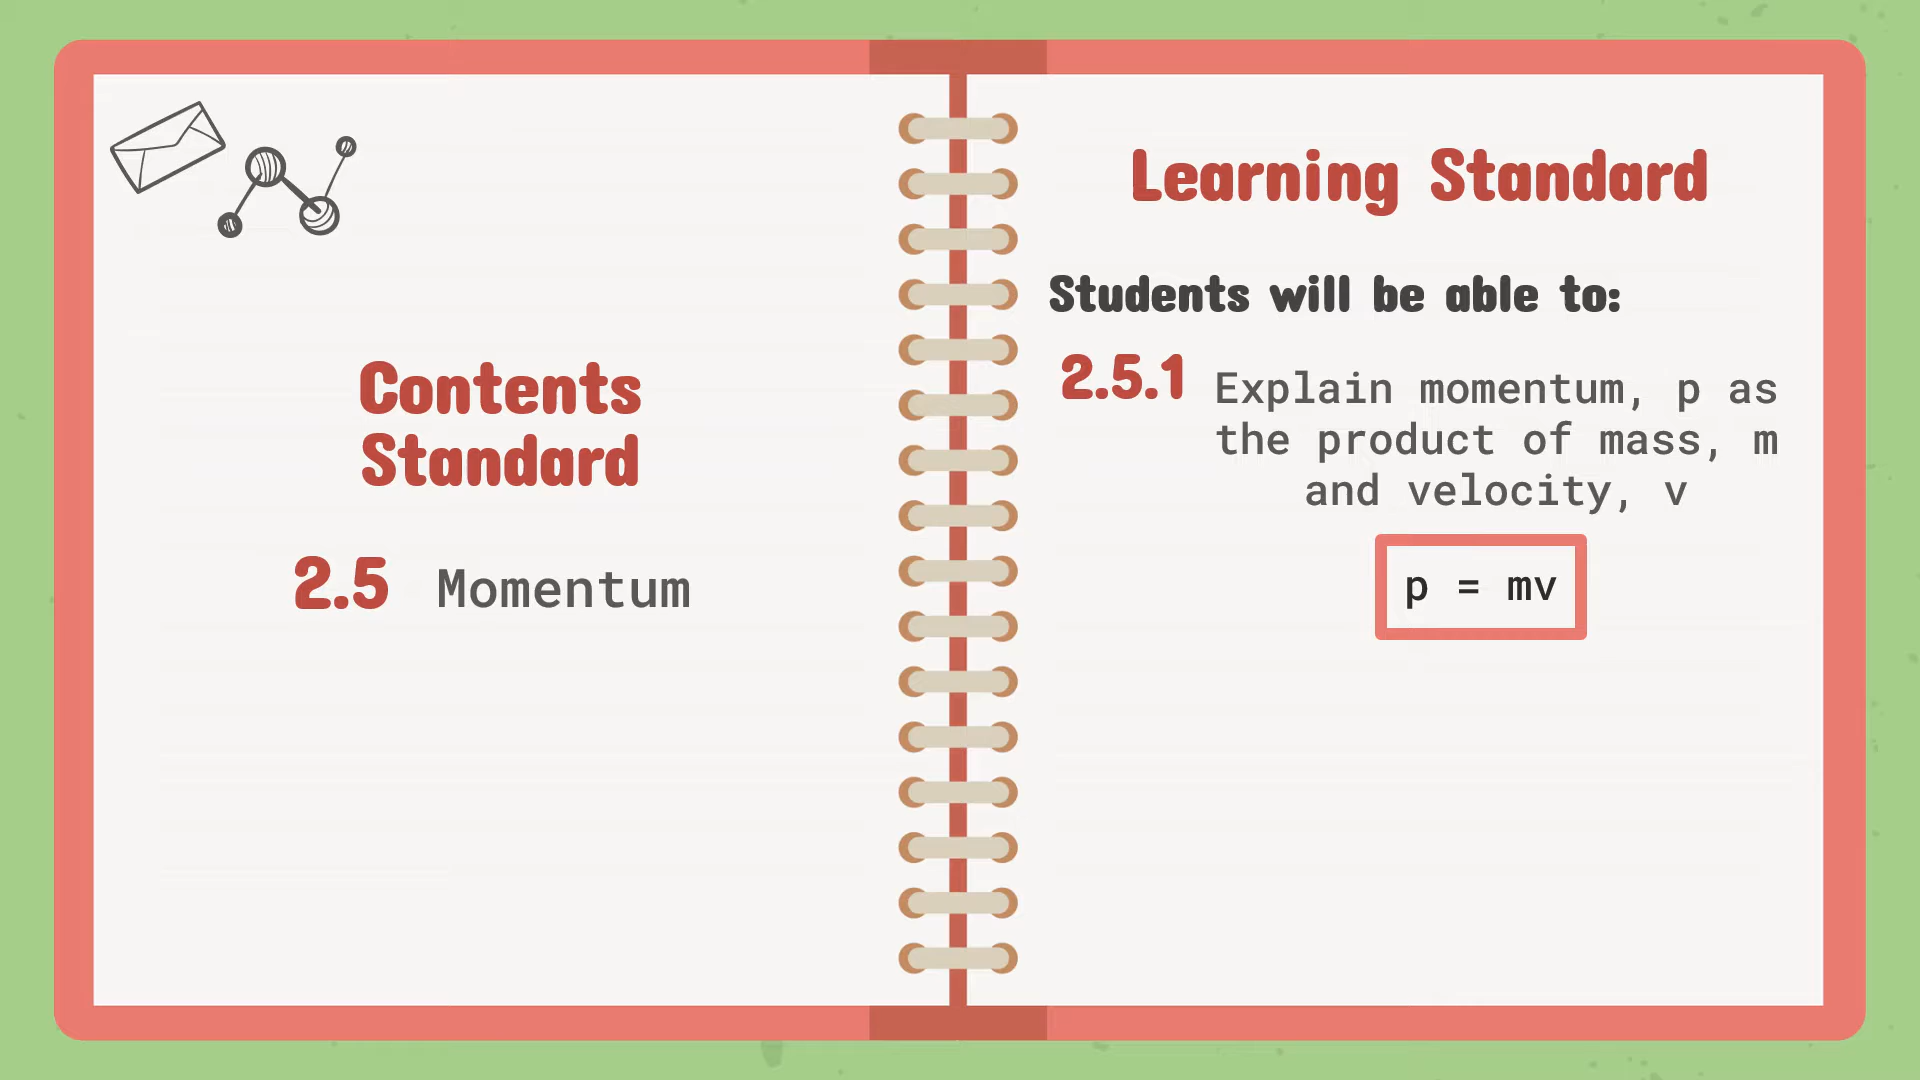 Contents
Standard
2.5 Momentum
Learning Standard
Students will be able to:
2.5.1 Explain momentum, p as
the product of mass, m
and velocity, v
p = mv